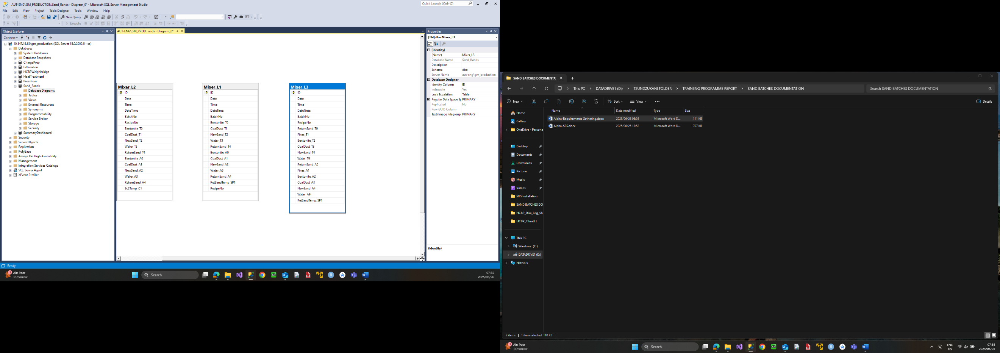 AUT-ENG\GM_PRODUCTION.Sand_Rands - Diagram_0* - Microsoft SQL Server Management Studio
Quick Launch (Ctrl+Q)
File Edit View Project Table Designer Tools Window Help
New Query
Execute
Object Explorer
Connect
10.147.18.63\gm_production (SQL Server 15.0.2000.5 - sa)
Databases
System Databases
Database Snapshots
ChargePrep
FifteenTon
HCBPWeighbridge
HeatTreatment
PressPour
Sand_Rands
Database Diagrams
Tables
Views
External Resources
Synonyms
Programmability
Service Broker
Storage
Security
SummaryDashboard
Security
Server Objects
Replication
PolyBase
Always On High Availability
Management
Integration Services Catalogs
SQL Server Agent
XEvent Profiler
AUT-ENG\GM_PROD...ands - Diagram_0*
Mixer_L2
ID
Date
Time
DateTime
BatchNo
RecipeNo
Bentonite_T0
CoalDust_T1
NewSand_T2
Water_T3
ReturnSand_T4
Bentonite_A0
CoalDust_A1
NewSand_A2
Water_A3
ReturnSand_A4
Sc2Temp_C1
Mixer_L1
ID
Date
Time
DateTime
BatchNo
Bentonite_T0
CoalDust_T1
NewSand_T2
Water_T3
ReturnSand_T4
Bentonite_A0
CoalDust_A1
NewSand_A2
Water_A3
ReturnSand_A4
RetSandTemp_SP1
RecipeNo
Mixer_L3
ID
Date
Time
DateTime
BatchNo
RecipeNo
ReturnSand_T0
Fines_T1
Bentonite_T2
CoalDust_T3
NewSand_T4
Water_T9
ReturnSand_A0
Fines_A1
Bentonite_A2
CoalDust_A3
NewSand_A4
Water_A9
RetSandTemp_SP1
Properties
[Tbl] dbo.Mixer_L3
(Identity)
(Name) Mixer_L3
Database Name Sand_Rands
Description
Schema dbo
Server Name aut-eng\gm_production
Database Designer
Identity Column ID
Indexable Yes
Lock Escalation Table
Regular Data Space Sp PRIMARY
Replicated No
Row GUID Column
Text/Image Filegroup PRIMARY
(Identity)
Ready
Air: Poor
Tomorrow
Search
07:35
2025/06/26
SAND BATCHES DOCUMENTA
This PC > DATADRIVE1 (D:) > TSUNDZUKANI FOLDER > TRAINIING PROGRAMME REPORT > SAND BATCHES DOCUMENTATION
Search SAND BATCHES DOCUMENTATION
New Sort View ... Details
Name Date modified Type Size
Alpha-Requirements Gathering.docx 2025/06/26 06:36 Microsoft Word D... 111 KB
Alpha-SRS.docx 2025/06/25 13:52 Microsoft Word D... 707 KB
Home
Gallery
OneDrive - Persona
Desktop
Documents
Downloads
Pictures
Music
Videos
MIS Installation
SAND BATCHES DO
HCBP_Disa_Log_Sh
HCBP_ClientL1
This PC
Windows (C:)
DATADRIVE1 (D:)
Network
2 items 1 item selected 110 KB
Air: Poor
Tomorrow
Search
ENG
US
07:35
2025/06/26